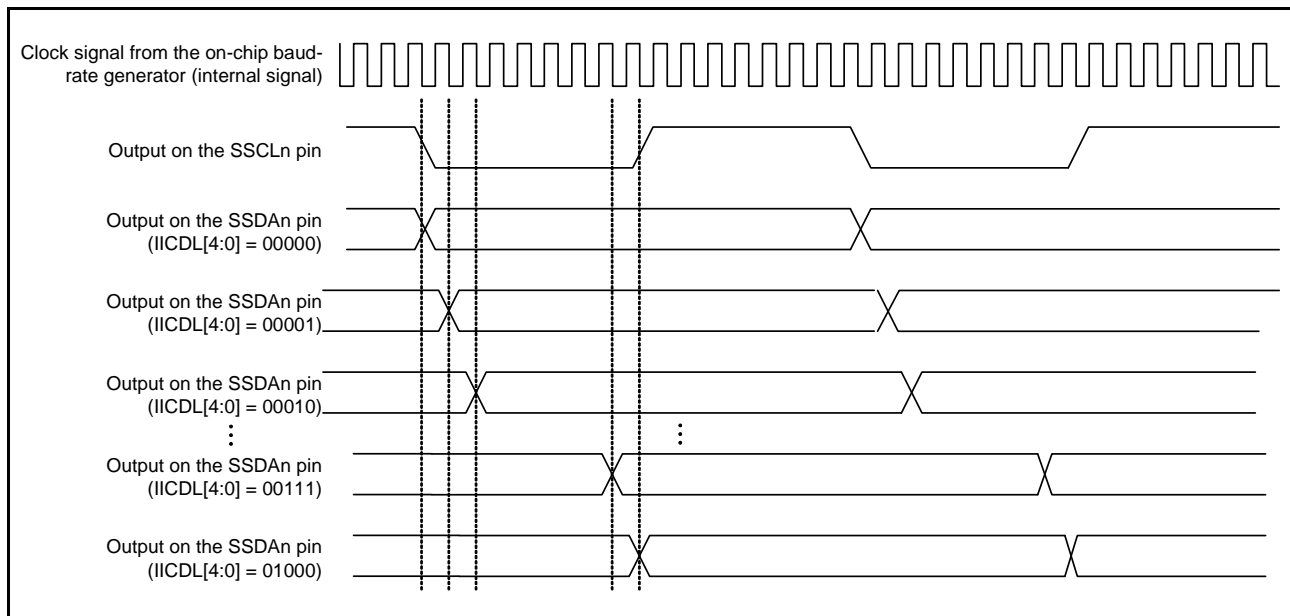 Clock signal from the on-chip baud-
rate generator (internal signal)
Output on the SSCLn pin
Output on the SSDAn pin
(IICDL[4:0] = 00000)
Output on the SSDAn pin
(IICDL[4:0] = 00001)
Output on the SSDAn pin
(IICDL[4:0] = 00010)
Output on the SSDAn pin
(IICDL[4:0] = 00111)
Output on the SSDAn pin
(IICDL[4:0] = 01000)